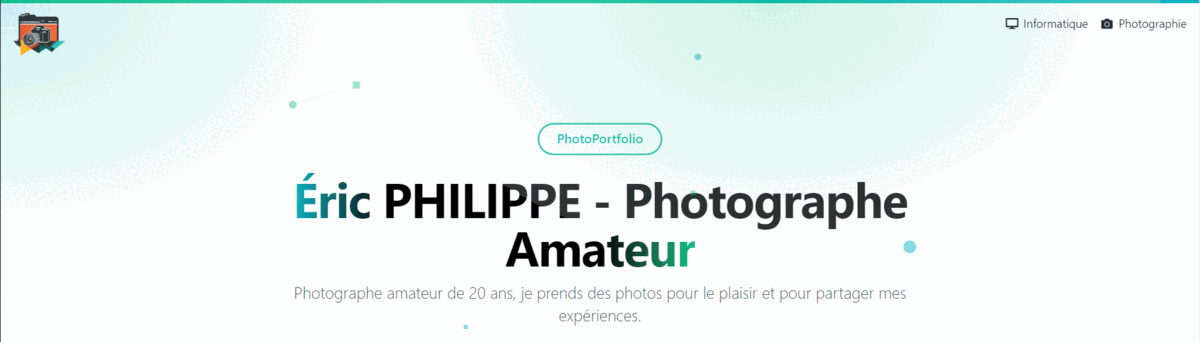 Informatique
Photographie
PhotoPortfolio
Éric PHILIPPE - Photographe
Amateur
Photographe amateur de 20 ans, je prends des photos pour le plaisir et pour partager mes
expériences.